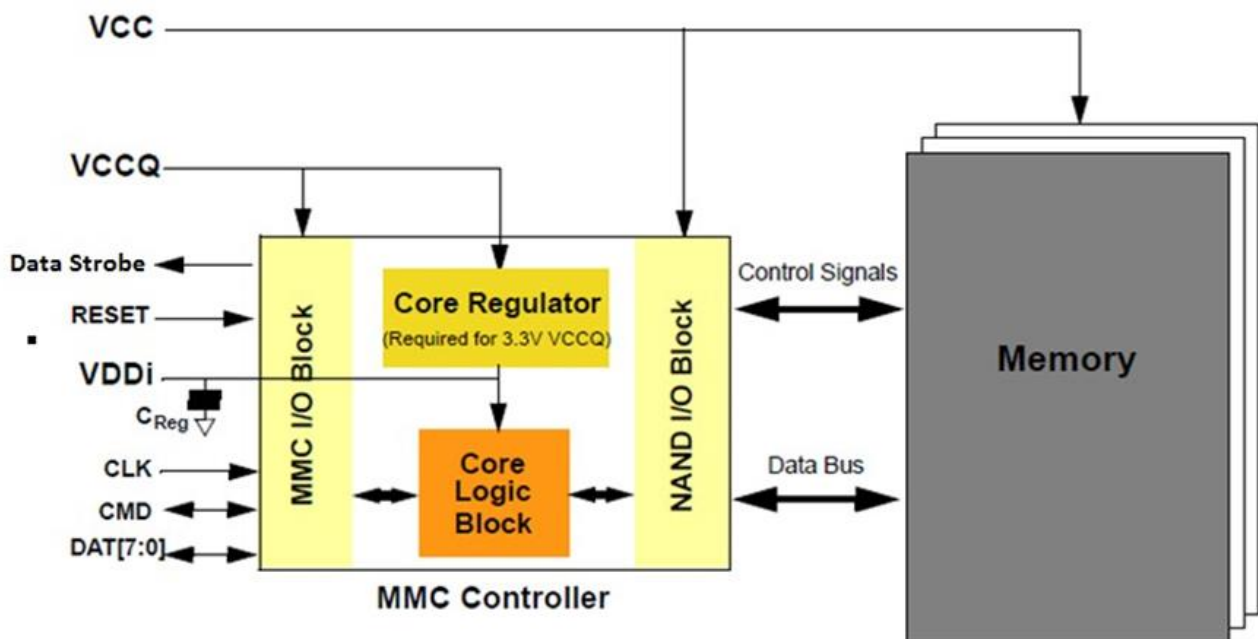 VCC
VCCQ
Data Strobe
RESET
VDDi
CReg
CLK
CMD
DAT[7:0]
MMC I/O Block
Core Regulator
(Required for 3.3V VCCQ)
Core
Logic
Block
NAND I/O Block
MMC Controller
Control Signals
Data Bus
Memory